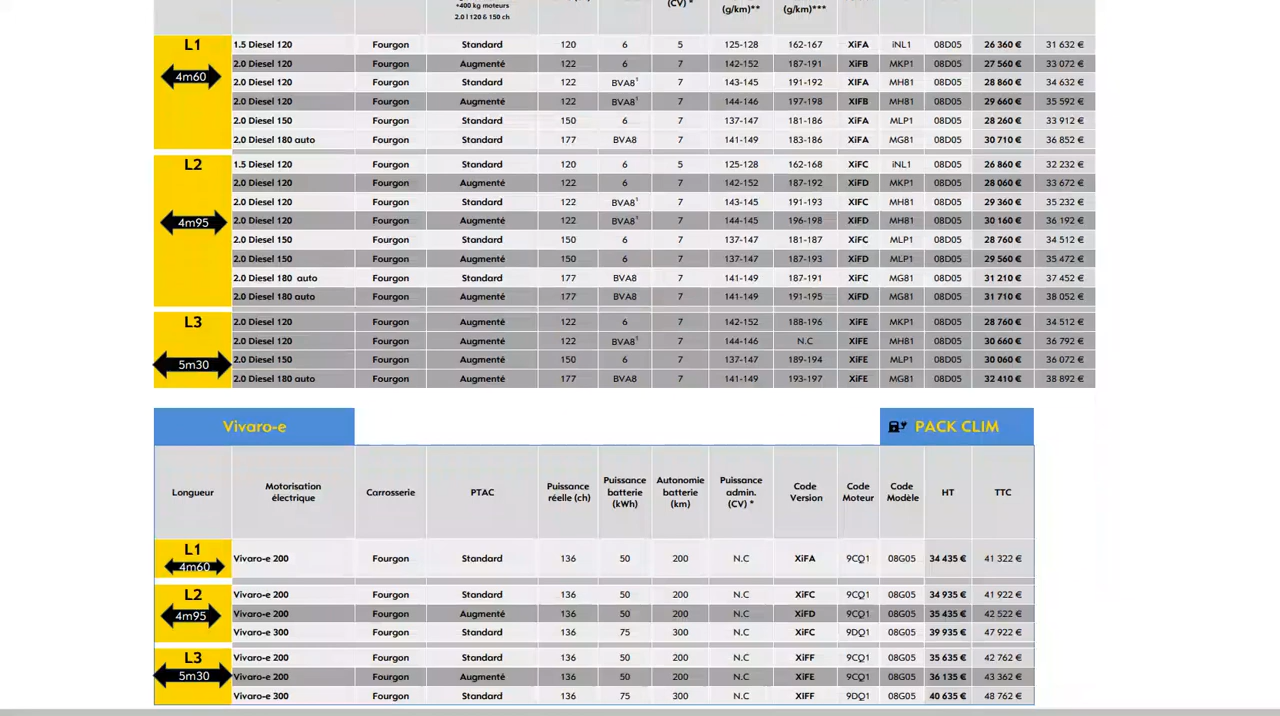 +400 kg moteurs
2.0 l 120 & 150 ch
(CV) *
(g/km)**
(g/km)***
L1
4m60
1.5 Diesel 120 Fourgon Standard 120 6 5 125-128 162-167 XiFA iNL1 08D05 26 360 € 31 632 €
2.0 Diesel 120 Fourgon Augmenté 122 6 7 142-152 187-191 XiFB MKP1 08D05 27 560 € 33 072 €
2.0 Diesel 120 Fourgon Standard 122 BVA8¹ 7 143-145 191-192 XIFA MH81 08D05 28 860 € 34 632 €
2.0 Diesel 120 Fourgon Augmenté 122 BVA8¹ 7 144-146 197-198 XIFB MH81 08D05 29 660 € 35 592 €
2.0 Diesel 150 Fourgon Standard 150 6 7 137-147 181-186 XiFA MLP1 08D05 28 260 € 33 912 €
2.0 Diesel 180 auto Fourgon Standard 177 BVA8 7 141-149 183-186 XiFA MG81 08D05 30 710 € 36 852 €
L2
4m95
1.5 Diesel 120 Fourgon Standard 120 6 5 125-128 162-168 XiFC iNL1 08D05 26 860 € 32 232 €
2.0 Diesel 120 Fourgon Augmenté 122 6 7 142-152 187-192 XiFD MKP1 08D05 28 060 € 33 672 €
2.0 Diesel 120 Fourgon Standard 122 BVA8¹ 7 143-145 191-193 XiFC MH81 08D05 29 360 € 35 232 €
2.0 Diesel 120 Fourgon Augmenté 122 BVA8¹ 7 144-145 196-198 XiFD MH81 08D05 30 160 € 36 192 €
2.0 Diesel 150 Fourgon Standard 150 6 7 137-147 181-187 XiFC MLP1 08D05 28 760 € 34 512 €
2.0 Diesel 150 Fourgon Augmenté 150 6 7 137-147 187-193 XiFD MLP1 08D05 29 560 € 35 472 €
2.0 Diesel 180 auto Fourgon Standard 177 BVA8 7 141-149 187-191 XiFC MG81 08D05 31 210 € 37 452 €
2.0 Diesel 180 auto Fourgon Augmenté 177 BVA8 7 141-149 191-195 XiFD MG81 08D05 31 710 € 38 052 €
L3
5m30
2.0 Diesel 120 Fourgon Augmenté 122 6 7 142-152 188-196 XiFE MKP1 08D05 28 760 € 34 512 €
2.0 Diesel 120 Fourgon Augmenté 122 BVA8¹ 7 144-146 N.C XiFE MH81 08D05 30 660 € 36 792 €
2.0 Diesel 150 Fourgon Augmenté 150 6 7 137-147 189-194 XiFE MLP1 08D05 30 060 € 36 072 €
2.0 Diesel 180 auto Fourgon Augmenté 177 BVA8 7 141-149 193-197 XiFE MG81 08D05 32 410 € 38 892 €
Vivaro-e
PACK CLIM
Longueur
Motorisation
électrique
Carrosserie
PTAC
Puissance
réelle (ch)
Puissance
batterie
(kWh)
Autonomie
batterie
(km)
Puissance
admin.
(CV) *
Code
Version
Code
Moteur
Code
Modèle
HT
TTC
L1
4m60
Vivaro-e 200 Fourgon Standard 136 50 200 N.C XiFA 9CQ1 08G05 34 435 € 41 322 €
L2
4m95
Vivaro-e 200 Fourgon Standard 136 50 200 N.C XiFC 9CQ1 08G05 34 935 € 41 922 €
Vivaro-e 200 Fourgon Augmenté 136 50 200 N.C XiFD 9CQ1 08G05 35 435 € 42 522 €
Vivaro-e 300 Fourgon Standard 136 75 300 N.C XiFC 9DQ1 08G05 39 935 € 47 922 €
L3
5m30
Vivaro-e 200 Fourgon Standard 136 50 200 N.C XiFF 9CQ1 08G05 35 635 € 42 762 €
Vivaro-e 200 Fourgon Augmenté 136 50 200 N.C XiFE 9CQ1 08G05 36 135 € 43 362 €
Vivaro-e 300 Fourgon Standard 136 75 300 N.C XiFF 9DQ1 08G05 40 635 € 48 762 €